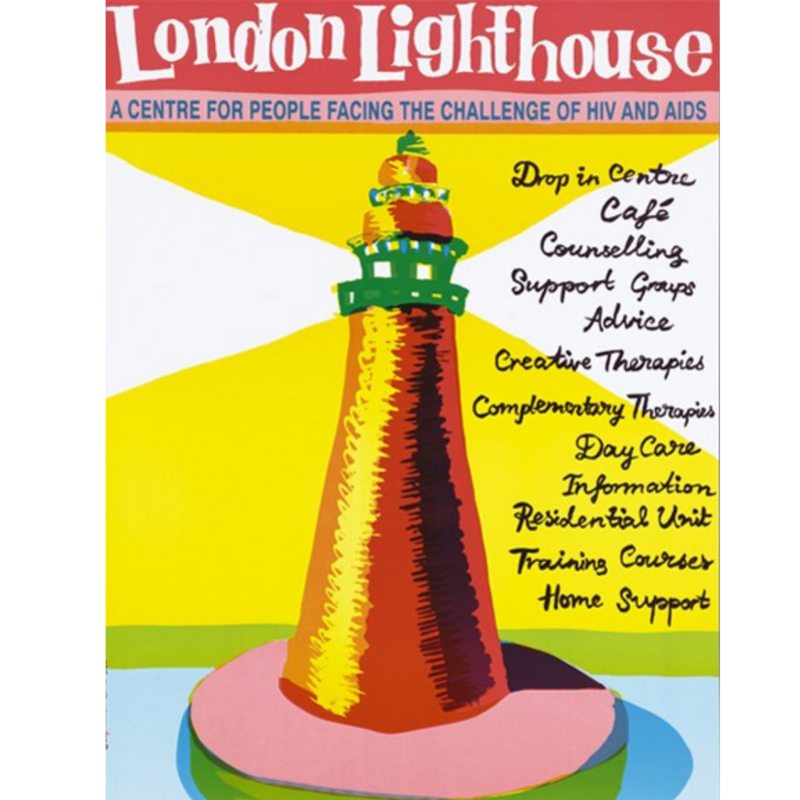 London Lighthouse
A CENTRE FOR PEOPLE FACING THE CHALLENGE OF HIV AND AIDS
Drop in Centre
Café
Counselling
Support Groups
Advice
Creative Therapies
Complementary Therapies
Day Care
Information
Residential Unit
Training Courses
Home Support